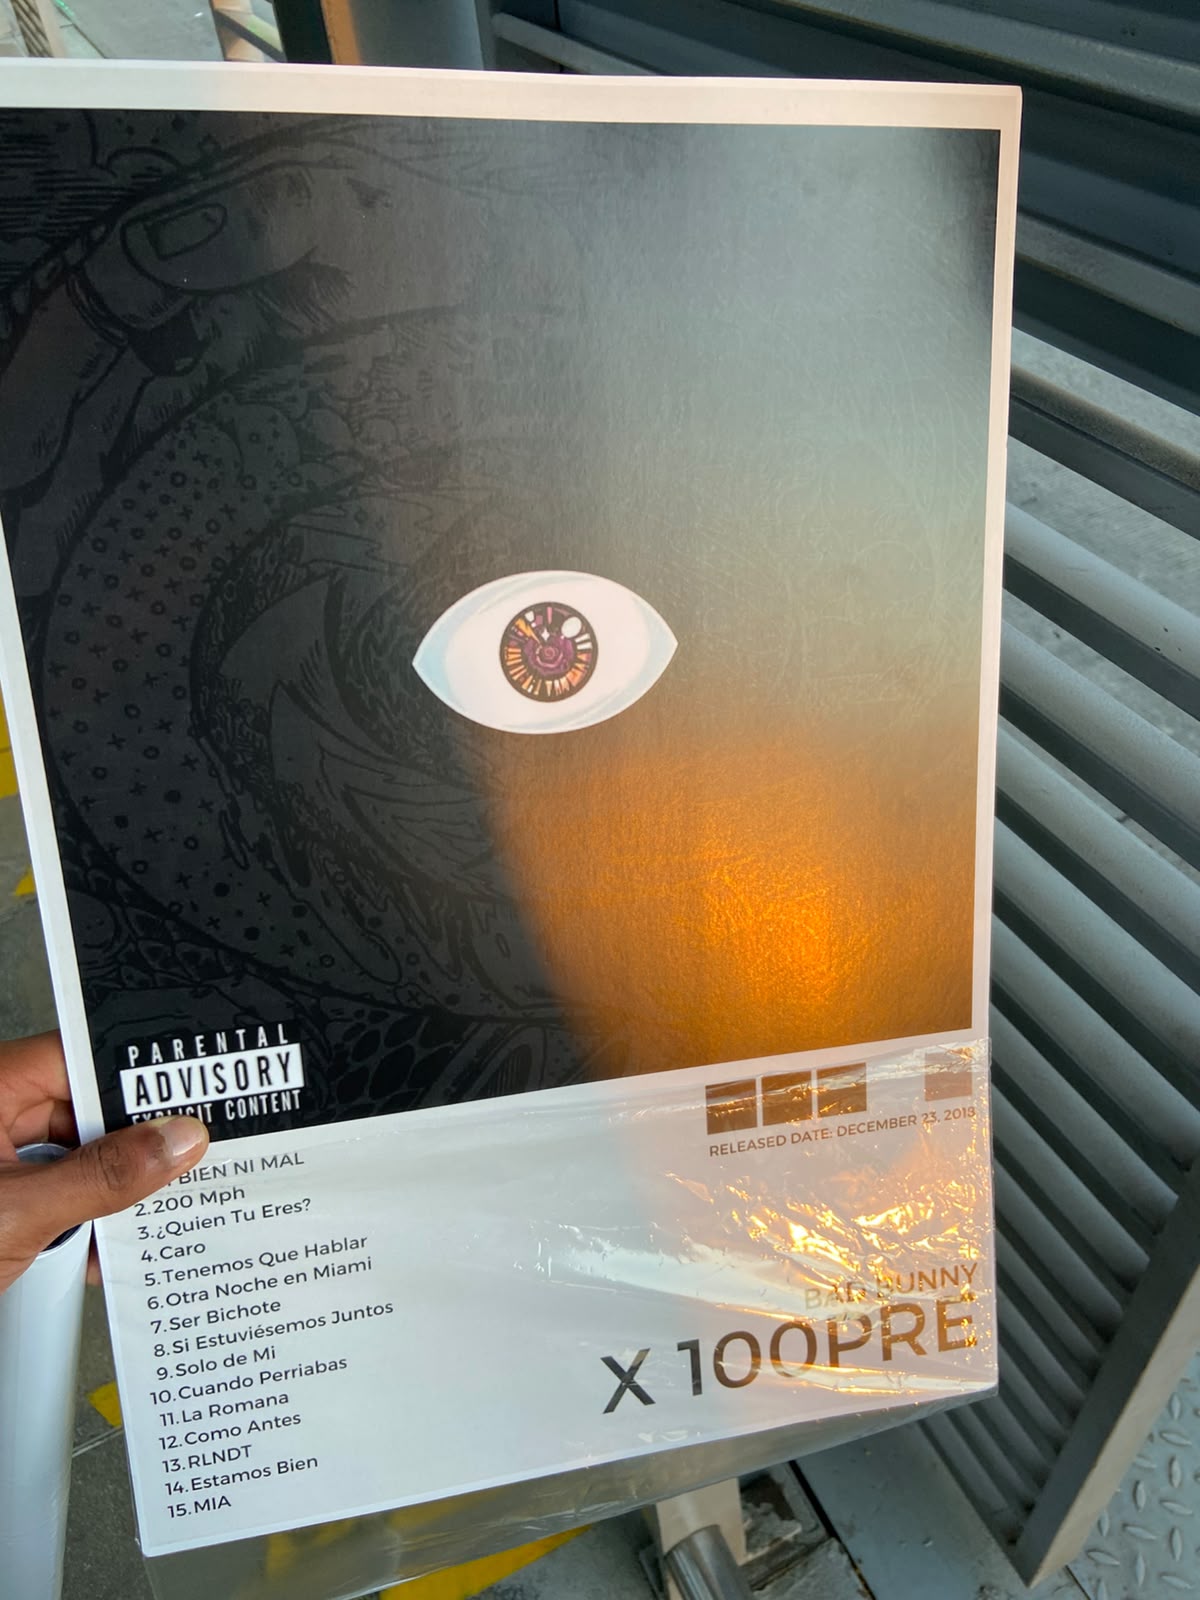 PARENTAL
ADVISORY
EXPLICIT CONTENT
RELEASED DATE: DECEMBER 23, 2018
BIEN NI MAL
2.200 Mph
3.¿Quien Tu Eres?
4.Caro
5.Tenemos Que Hablar
6.Otra Noche en Miami
7.Ser Bichote
8.Si Estuviésemos Juntos
9.Solo de Mi
10.Cuando Perriabas
11.La Romana
12.Como Antes
13.RLNDT
14.Estamos Bien
15.MIA
BAD BUNNY
X 100PRE